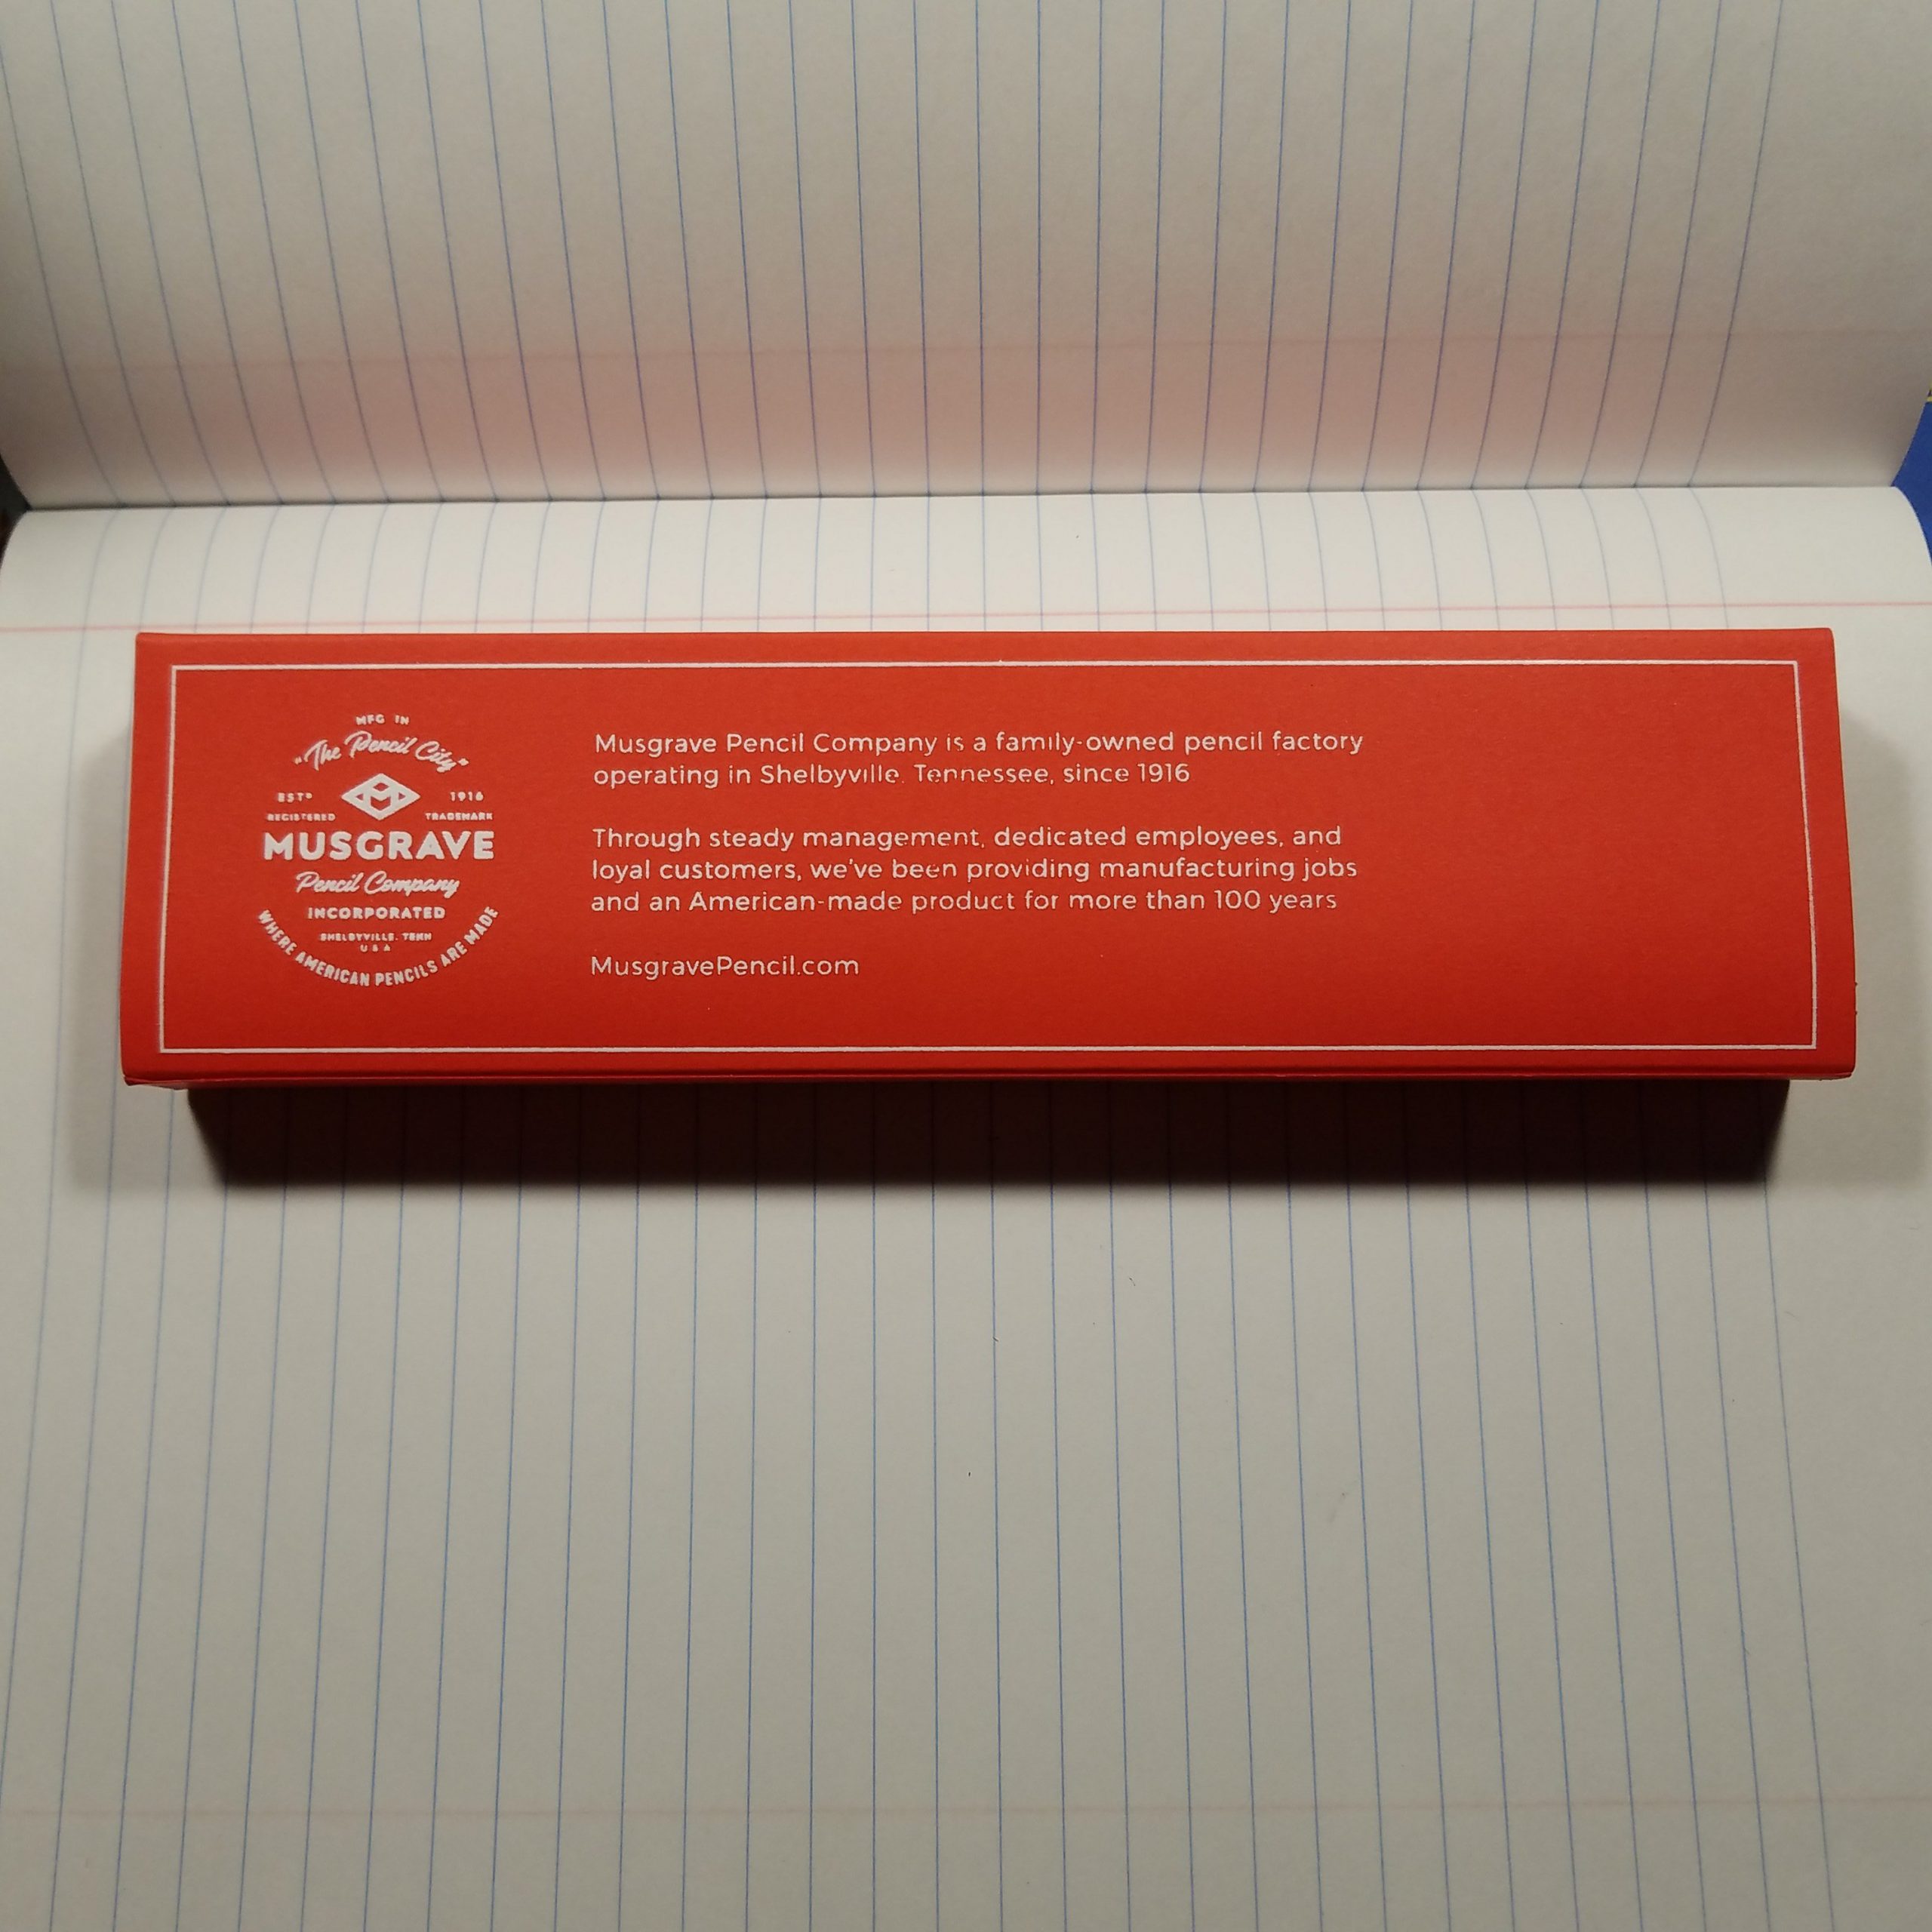 MFG IN
"The Pencil City"
ESTD 1916
REGISTERED TRADEMARK
MUSGRAVE
Pencil Company
INCORPORATED
SHELBYVILLE, TENN
USA
WHERE AMERICAN PENCILS ARE MADE
Musgrave Pencil Company is a family-owned pencil factory
operating in Shelbyville, Tennessee, since 1916
Through steady management, dedicated employees, and
loyal customers, we've been providing manufacturing jobs
and an American-made product for more than 100 years
MusgravePencil.com